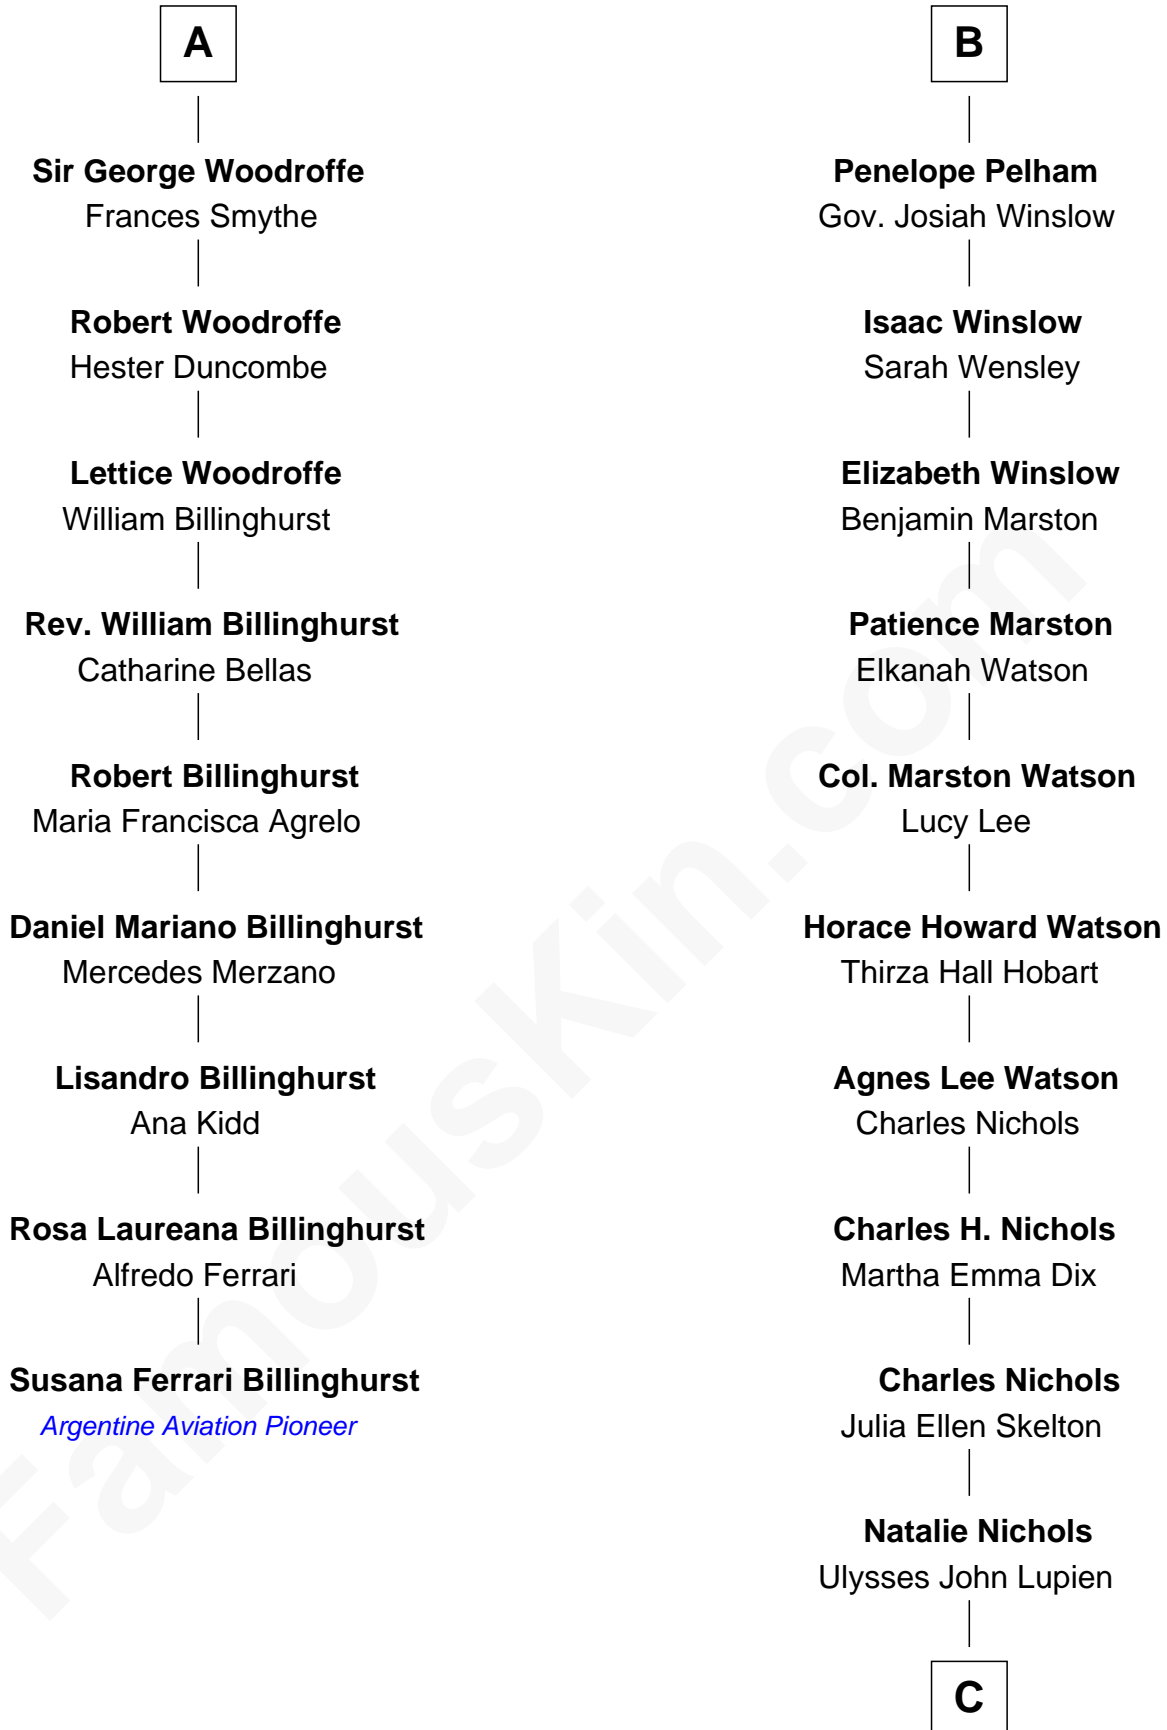 A
Sir George Woodroffe
Frances Smythe
Robert Woodroffe
Hester Duncombe
Lettice Woodroffe
William Billinghurst
Rev. William Billinghurst
Catharine Bellas
Robert Billinghurst
Maria Francisca Agrelo
Daniel Mariano Billinghurst
Mercedes Merzano
Lisandro Billinghurst
Ana Kidd
Rosa Laureana Billinghurst
Alfredo Ferrari
Susana Ferrari Billinghurst
Argentine Aviation Pioneer
B
Penelope Pelham
Gov. Josiah Winslow
Isaac Winslow
Sarah Wensley
Elizabeth Winslow
Benjamin Marston
Patience Marston
Elkanah Watson
Col. Marston Watson
Lucy Lee
Horace Howard Watson
Thirza Hall Hobart
Agnes Lee Watson
Charles Nichols
Charles H. Nichols
Martha Emma Dix
Charles Nichols
Julia Ellen Skelton
Natalie Nichols
Ulysses John Lupien
C
FamousKin.com